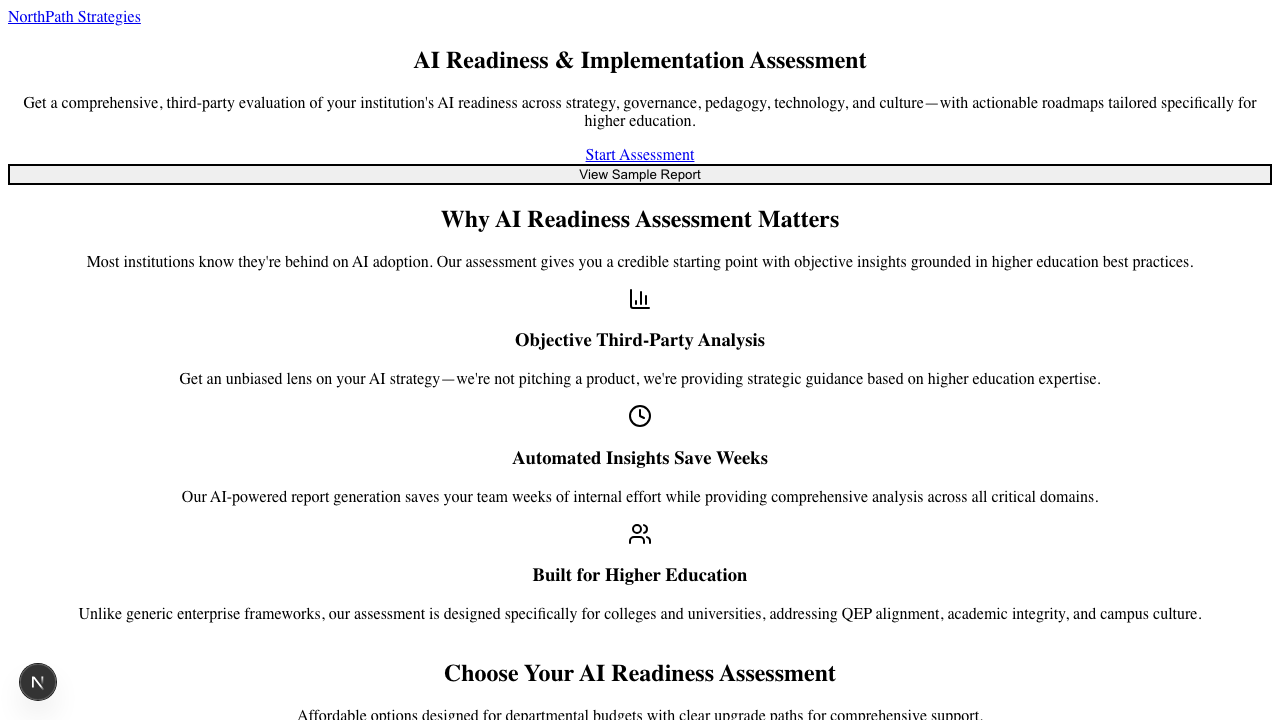 NorthPath Strategies
AI Readiness & Implementation Assessment
Get a comprehensive, third-party evaluation of your institution's AI readiness across strategy, governance, pedagogy, technology, and culture—with actionable roadmaps tailored specifically for
higher education.
Start Assessment
View Sample Report
Why AI Readiness Assessment Matters
Most institutions know they're behind on AI adoption. Our assessment gives you a credible starting point with objective insights grounded in higher education best practices.
Objective Third-Party Analysis
Get an unbiased lens on your AI strategy—we're not pitching a product, we're providing strategic guidance based on higher education expertise.
Automated Insights Save Weeks
Our AI-powered report generation saves your team weeks of internal effort while providing comprehensive analysis across all critical domains.
Built for Higher Education
Unlike generic enterprise frameworks, our assessment is designed specifically for colleges and universities, addressing QEP alignment, academic integrity, and campus culture.
N
Choose Your AI Readiness Assessment
Affordable options designed for departmental budgets with clear upgrade paths for comprehensive support.